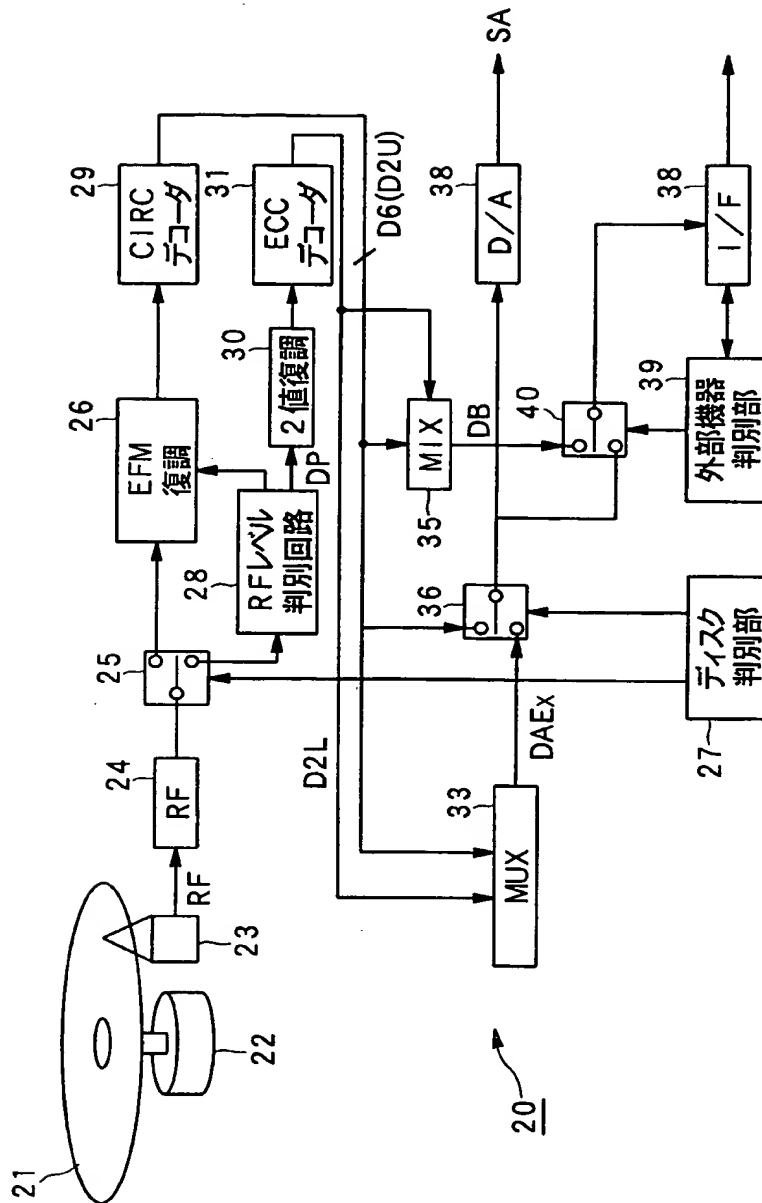 21
22
23
RF
24
RF
25
26
EFM
復調
29
CIRC
デコーダ
28
RFレベル
判別回路
DP
30
2値復調
31
ECC
デコーダ
D2L
D6(D2U)
33
MUX
DAEx
36
35
MIX
DB
38
D/A
SA
40
27
ディスク
判別部
39
外部機器
判別部
38
I/F
20